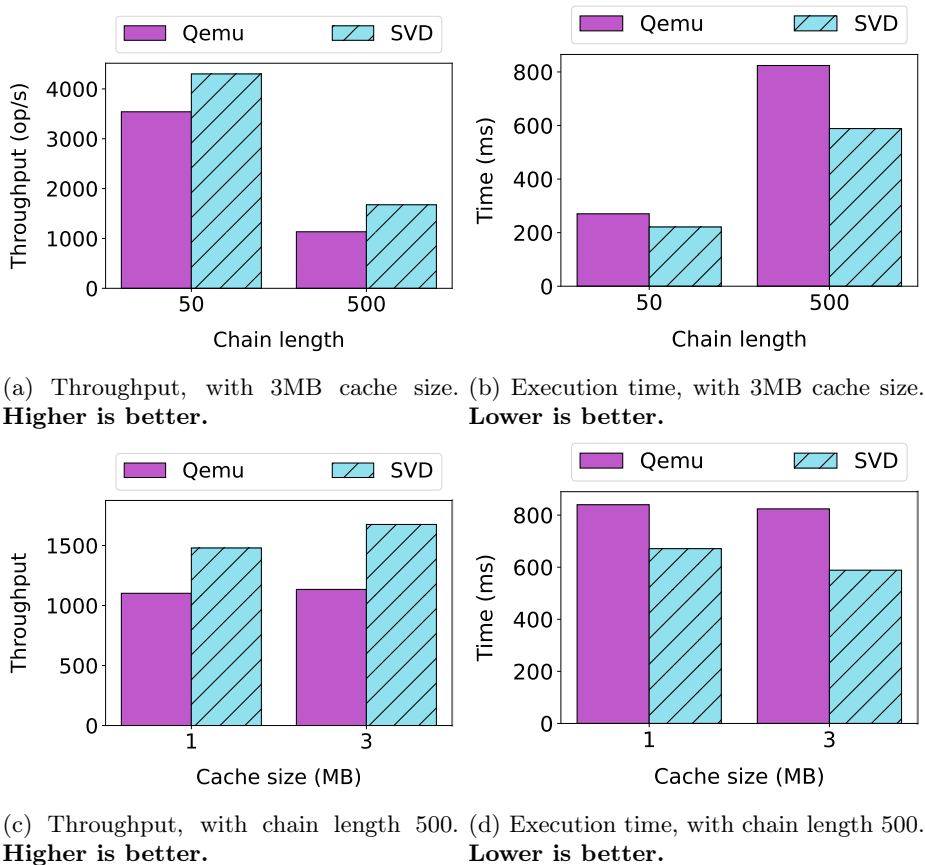 Qemu SVD
Throughput (op/s)
4000
3000
2000
1000
0
50 500
Chain length
(a) Throughput, with 3MB cache size.
Higher is better.
Qemu SVD
Time (ms)
800
600
400
200
0
50 500
Chain length
(b) Execution time, with 3MB cache size.
Lower is better.
Qemu SVD
Throughput
1500
1000
500
0
1 3
Cache size (MB)
(c) Throughput, with chain length 500.
Higher is better.
Qemu SVD
Time (ms)
800
600
400
200
0
1 3
Cache size (MB)
(d) Execution time, with chain length 500.
Lower is better.